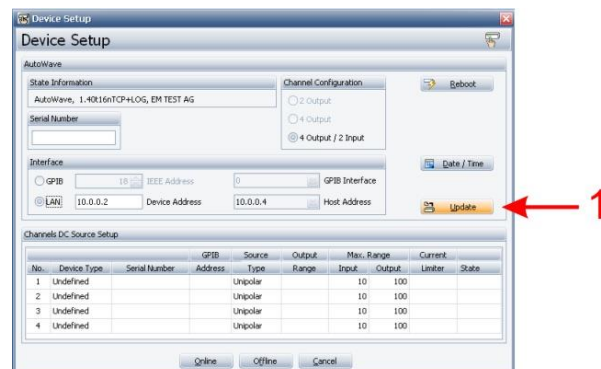 Device Setup
Device Setup
AutoWave
State Information
AutoWave, 1.40t16nTCP+LOG, EM TEST AG
Serial Number
Channel Configuration
2 Output
4 Output
4 Output / 2 Input
Reboot
Interface
GPIB 18 IEEE Address 0 GPIB Interface
LAN 10.0.0.2 Device Address 10.0.0.4 Host Address
Date / Time
Update
1
Channels DC Source Setup
GPIB Source Output Max. Range Current
No. Device Type Serial Number Address Type Range Input Output Limiter State
1 Undefined Unipolar 10 100
2 Undefined Unipolar 10 100
3 Undefined Unipolar 10 100
4 Undefined Unipolar 10 100
Online Offline Cancel